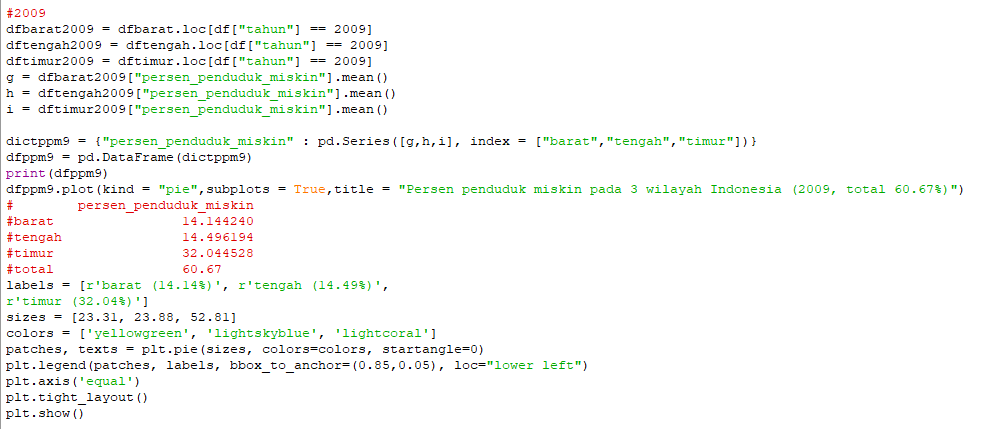 #2009
dfbarat2009 = dfbarat.loc[df["tahun"] == 2009]
dftengah2009 = dftengah.loc[df["tahun"] == 2009]
dftimur2009 = dftimur.loc[df["tahun"] == 2009]
g = dfbarat2009["persen_penduduk_miskin"].mean()
h = dftengah2009["persen_penduduk_miskin"].mean()
i = dftimur2009["persen_penduduk_miskin"].mean()

dictppm9 = {"persen_penduduk_miskin" : pd.Series([g,h,i], index = ["barat","tengah","timur"])}
dfppm9 = pd.DataFrame(dictppm9)
print(dfppm9)
dfppm9.plot(kind = "pie",subplots = True,title = "Persen penduduk miskin pada 3 wilayah Indonesia (2009, total 60.67%)")
#        persen_penduduk_miskin
#barat                 14.144240
#tengah                14.496194
#timur                 32.044528
#total                 60.67
labels = [r'barat (14.14%)', r'tengah (14.49%)',
r'timur (32.04%)']
sizes = [23.31, 23.88, 52.81]
colors = ['yellowgreen', 'lightskyblue', 'lightcoral']
patches, texts = plt.pie(sizes, colors=colors, startangle=0)
plt.legend(patches, labels, bbox_to_anchor=(0.85,0.05), loc="lower left")
plt.axis('equal')
plt.tight_layout()
plt.show()